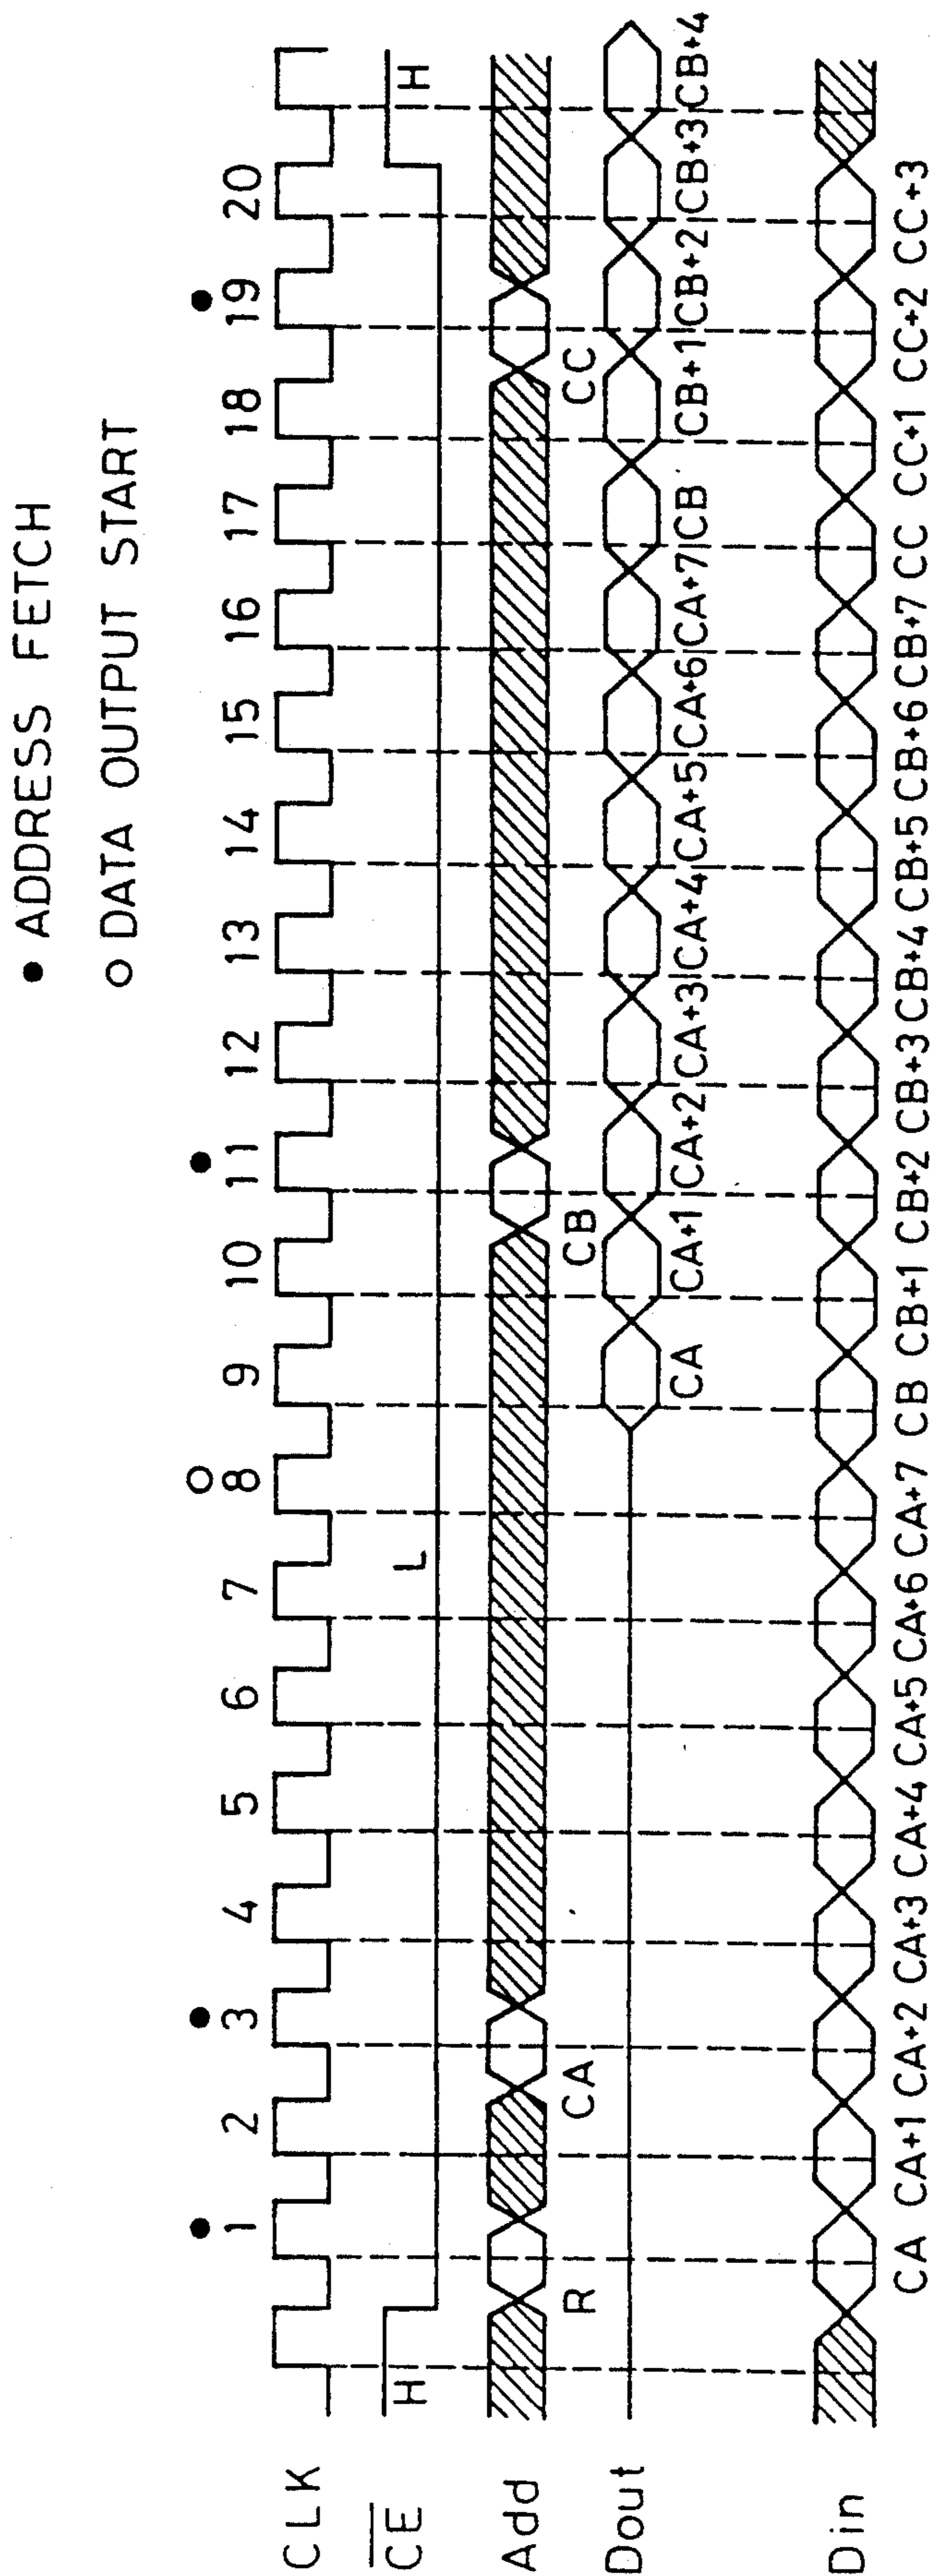 ● ADDRESS FETCH
○ DATA OUTPUT START
CLK 1 2 3 4 5 6 7 8 9 10 11 12 13 14 15 16 17 18 19 20
CE H L H
Add R CA CB CC
Dout CA CA+1 CA+2 CA+3 CA+4 CA+5 CA+6 CA+7 CB CB+1 CB+2 CB+3 CB+4
Din CA CA+1 CA+2 CA+3 CA+4 CA+5 CA+6 CA+7 CB CB+1 CB+2 CB+3 CB+4 CB+5 CB+6 CB+7 CC CC+1 CC+2 CC+3